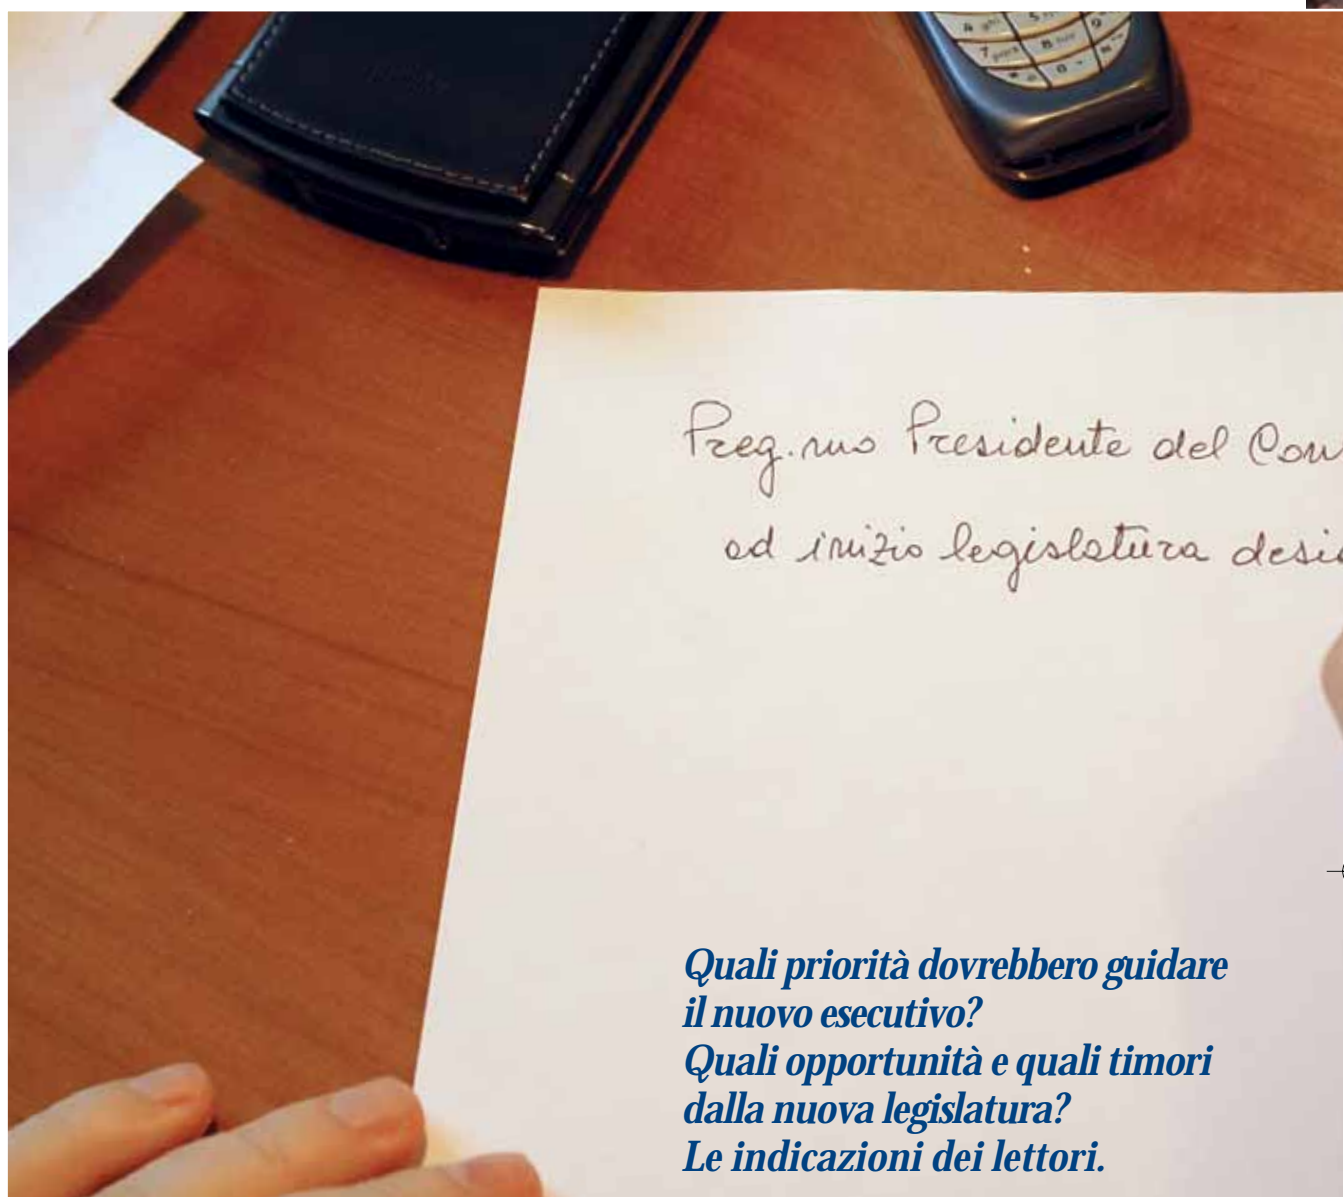 Preg.mo Presidente del Con
ad inizio legislatura desi
Quali priorità dovrebbero guidare
il nuovo esecutivo?
Quali opportunità e quali timori
dalla nuova legislatura?
Le indicazioni dei lettori.